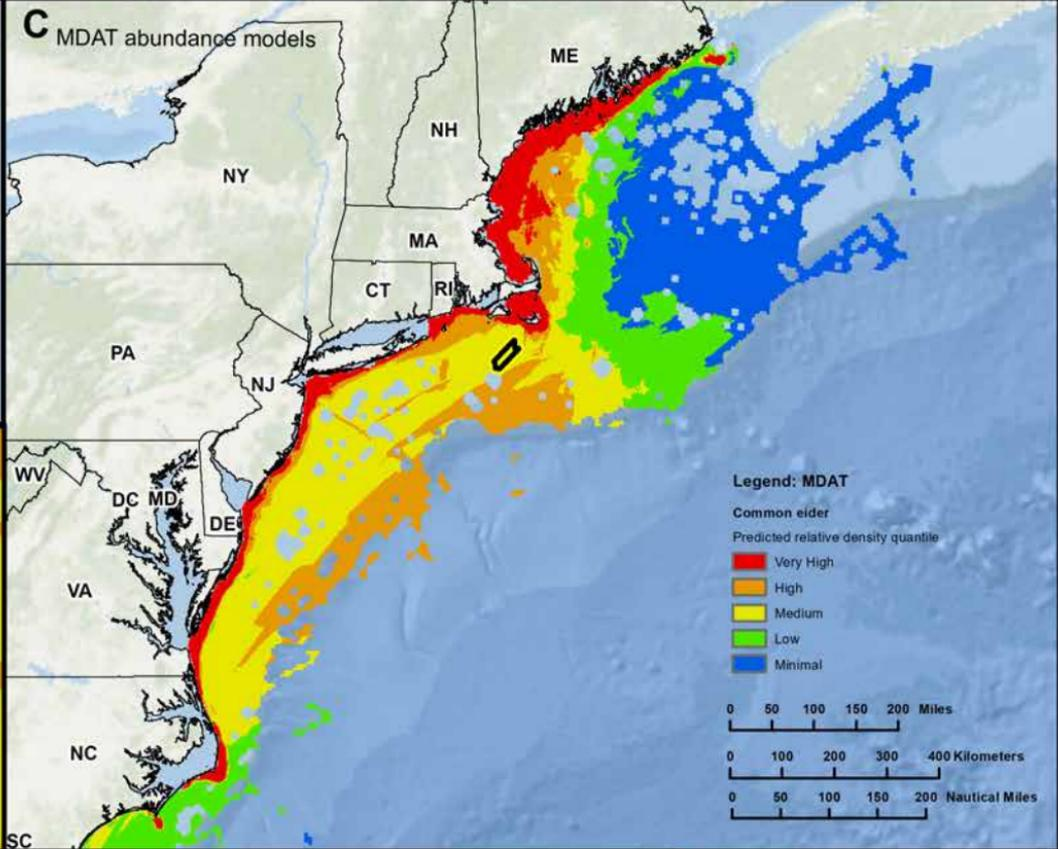 C MDAT abundance models
ME
NH
NY
MA
CT
RI
PA
NJ
WV
DC
MD
DE
VA
NC
SC
Legend: MDAT
Common eider
Predicted relative density quantile
Very High
High
Medium
Low
Minimal
0 50 100 150 200 Miles
0 100 200 300 400 Kilometers
0 50 100 150 200 Nautical Miles